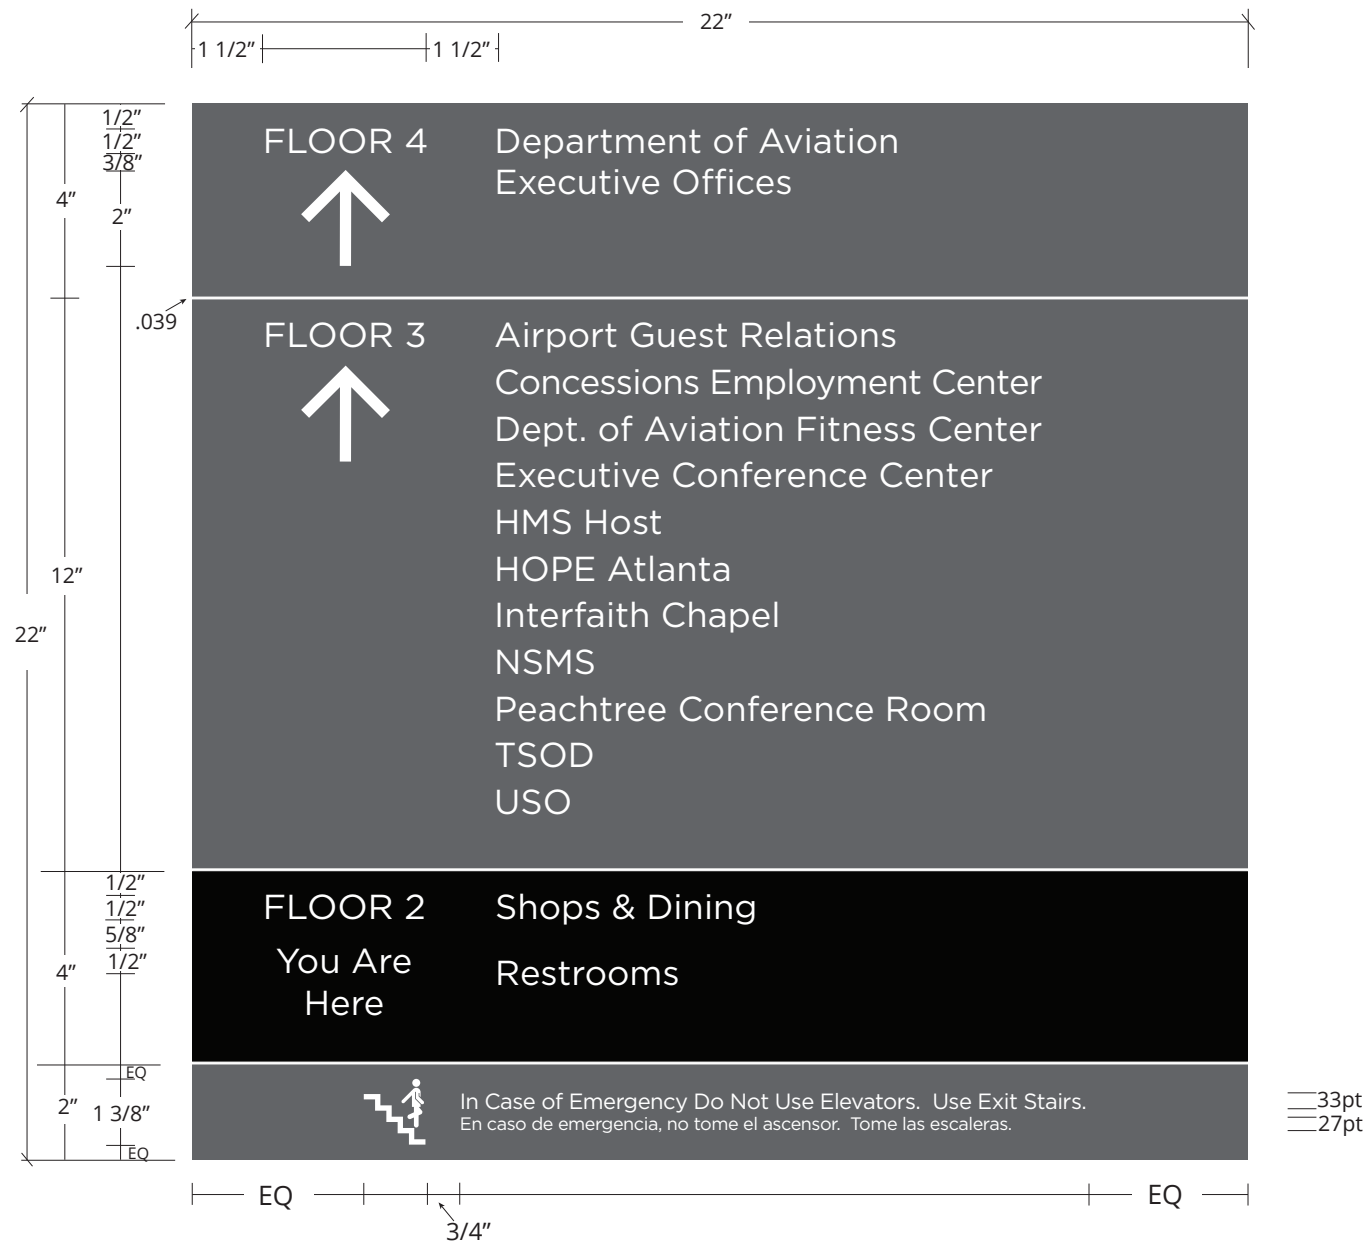 22”
1 1/2”
1 1/2”
1/2”
1/2”
3/8”
4”
2”
.039
12”
22”
1/2”
1/2”
5/8”
1/2”
4”
EQ
2”
1 3/8”
EQ
FLOOR 4
Department of Aviation
Executive Offices
FLOOR 3
Airport Guest Relations
Concessions Employment Center
Dept. of Aviation Fitness Center
Executive Conference Center
HMS Host
HOPE Atlanta
Interfaith Chapel
NSMS
Peachtree Conference Room
TSOD
USO
FLOOR 2
You Are
Here
Shops & Dining
Restrooms
In Case of Emergency Do Not Use Elevators.  Use Exit Stairs.
En caso de emergencia, no tome el ascensor.  Tome las escaleras.
33pt
27pt
EQ
3/4”
EQ